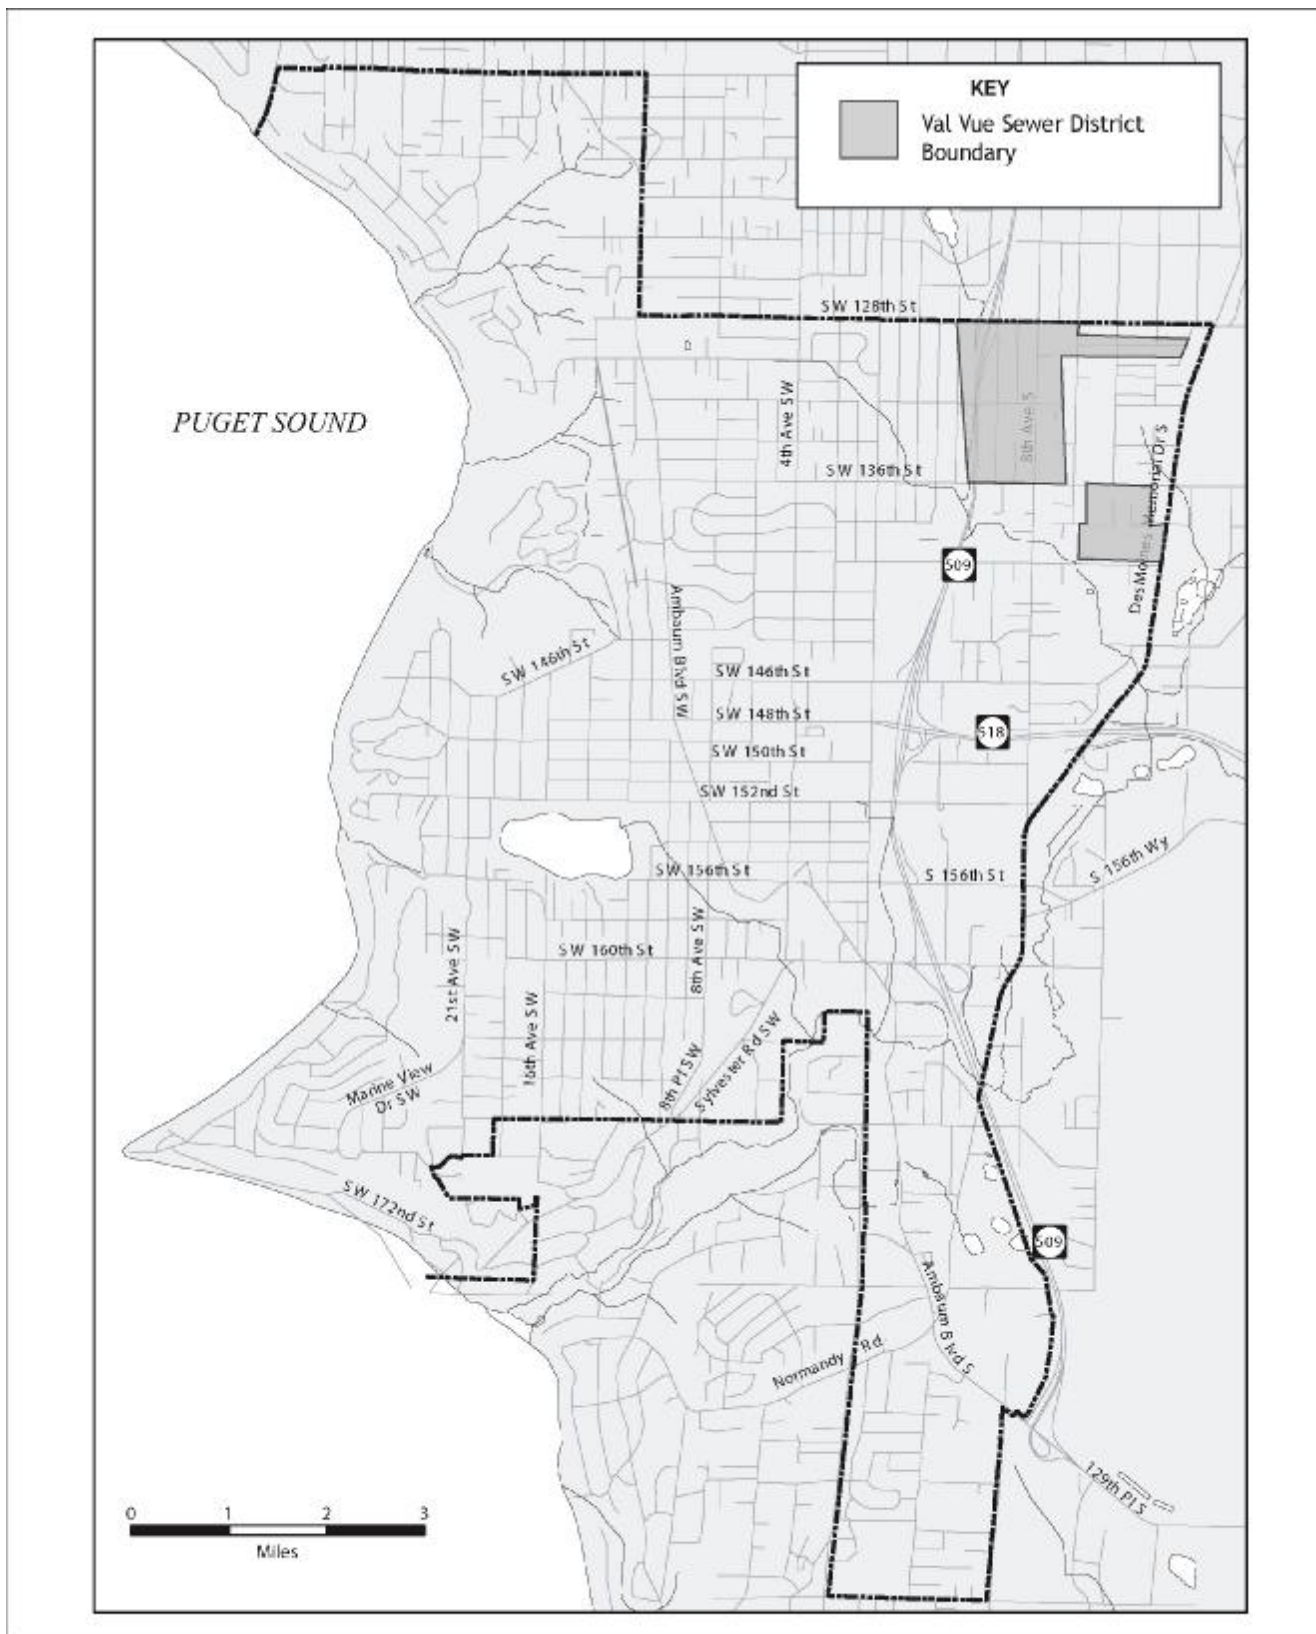 KEY
Val Vue Sewer District
Boundary
SW 128th St
PUGET SOUND
4th Ave SW
8th Ave S
SW 136th St
Des Moines Memorial Dr S
509
Ambaum Blvd SW
SW 146th St
SW 146th St
SW 148th St
518
SW 150th St
SW 152nd St
SW 156th St
S 156th St
S 156th Wy
21st Ave SW
SW 160th St
8th Ave SW
16th Ave SW
Marine View
Dr SW
8th Pl SW
Sylvester Rd SW
SW 172nd St
509
Ambaum Blvd S
Normandy Rd
129th Pl S
0 1 2 3
Miles